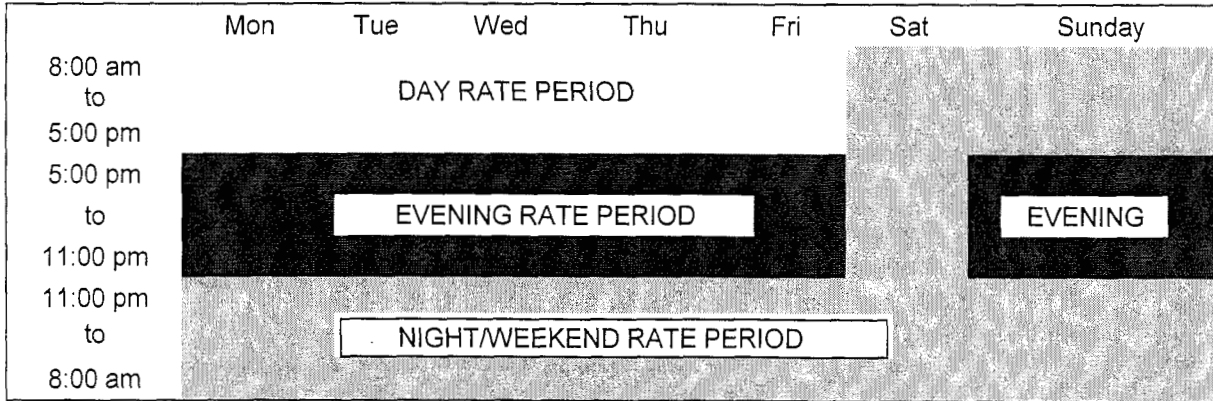 Mon Tue Wed Thu Fri Sat Sunday
8:00 am
to DAY RATE PERIOD
5:00 pm
5:00 pm
to EVENING RATE PERIOD EVENING
11:00 pm
11:00 pm
to NIGHT/WEEKEND RATE PERIOD
8:00 am